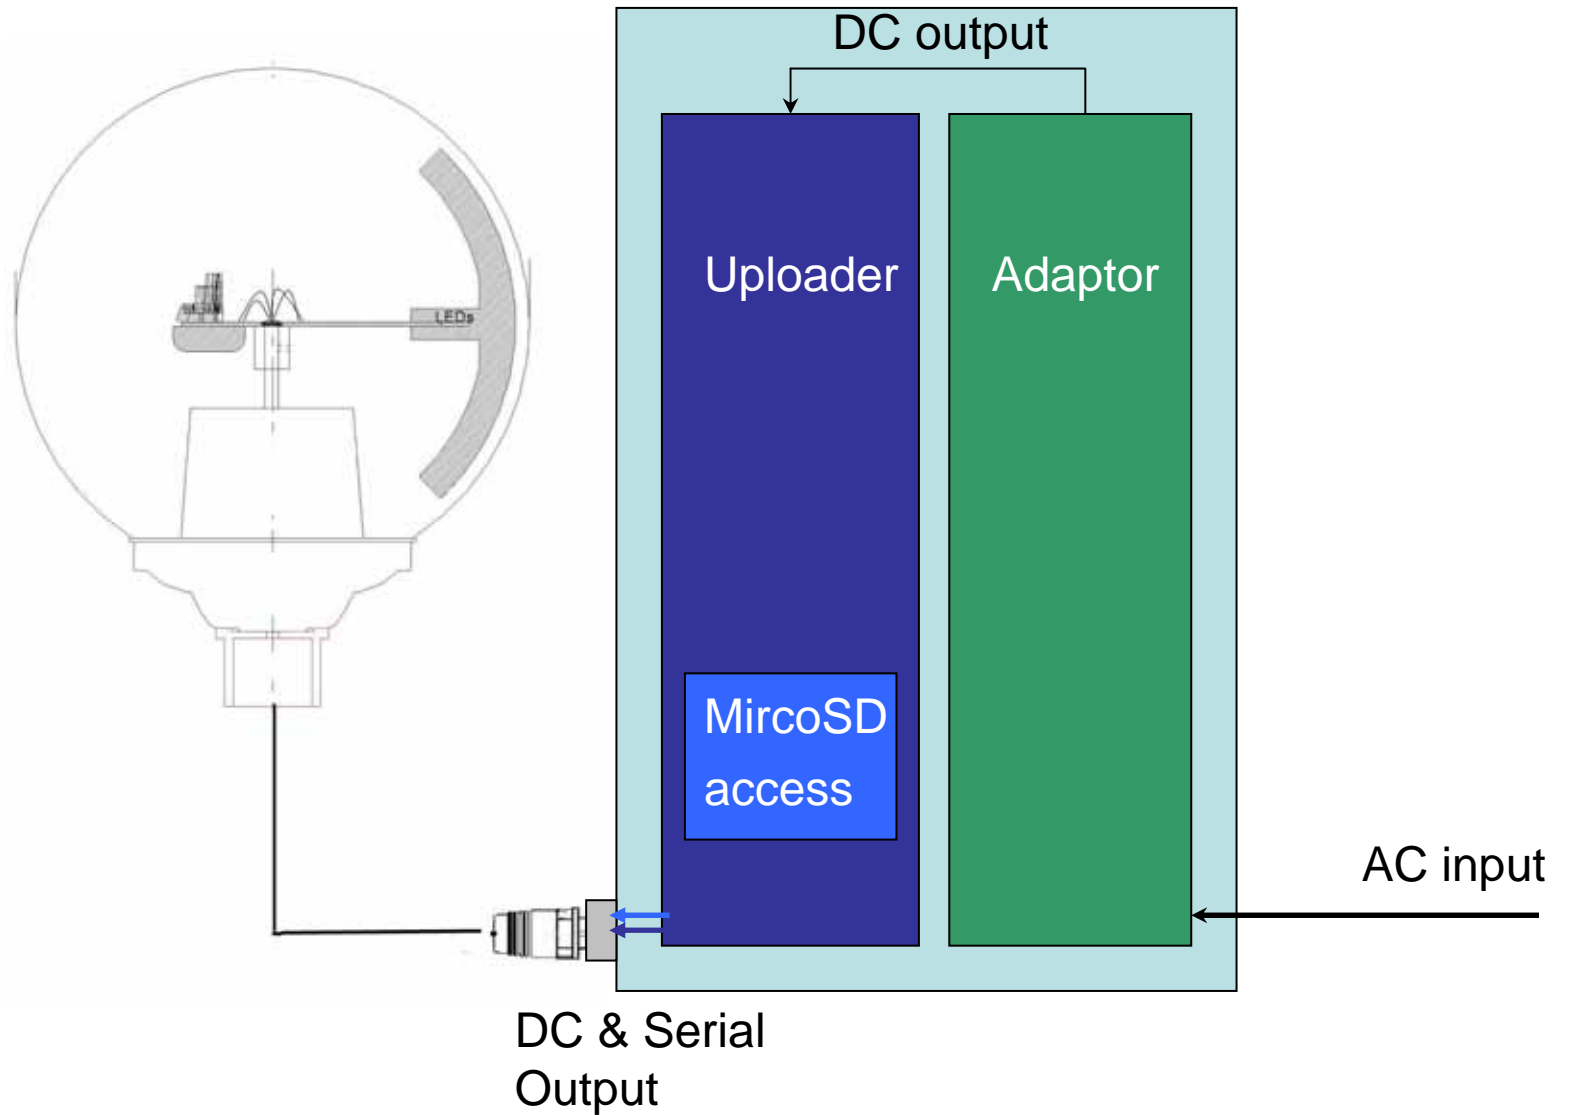 DC output
Uploader
Adaptor
LEDs
MircoSD
access
AC input
DC & Serial
Output